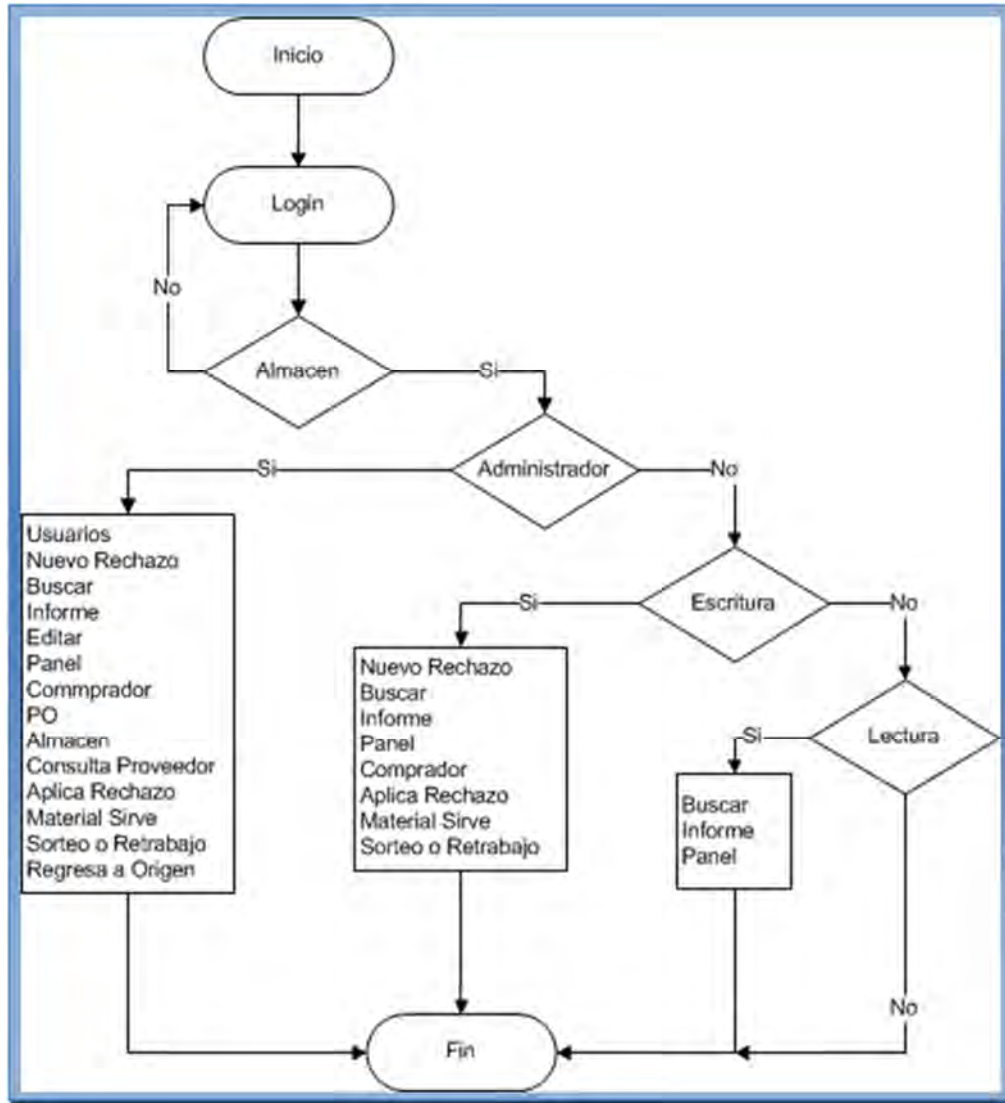 Inicio
Login
No
Almacen
Si
Administrador
Si
No
Usuarios
Nuevo Rechazo
Buscar
Informe
Editar
Panel
Commprador
PO
Almacen
Consulta Proveedor
Aplica Rechazo
Material Sirve
Sorteo o Retrabajo
Regresa a Origen
Escritura
Si
No
Nuevo Rechazo
Buscar
Informe
Panel
Comprador
Aplica Rechazo
Material Sirve
Sorteo o Retrabajo
Lectura
Si
Buscar
Informe
Panel
No
Fin